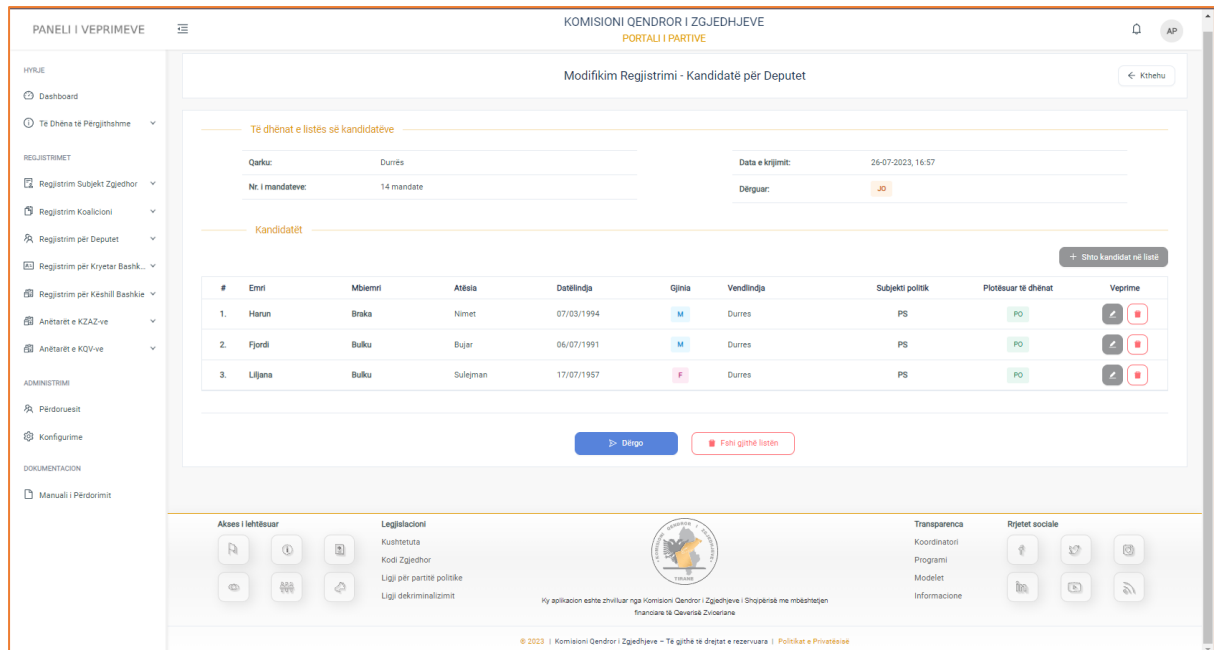 PANELI I VEPRIMEVE
KOMISIONI QENDROR I ZGJEDHJEVE
PORTALI I PARTIVE
AP
HYRJE
Dashboard
Të Dhëna të Përgjithshme
REGJISTRIMET
Regjistrim Subjekt Zgjedhor
Regjistrim Koalicioni
Regjistrim për Deputet
Regjistrim për Kryetar Bashk...
Regjistrim për Këshill Bashkie
Anëtarët e KZAZ-ve
Anëtarët e KQV-ve
ADMINISTRIMI
Përdoruesit
Konfigurime
DOKUMENTACION
Manuali i Përdorimit
Modifikim Regjistrimi - Kandidatë për Deputet
Kthehu
Të dhënat e listës së kandidatëve
Qarku: Durrës
Nr. i mandateve: 14 mandate
Data e krijimit: 26-07-2023, 16:57
Dërguar: JO
Kandidatët
+ Shto kandidat në listë
# Emri Mbiemri Atësia Datëlindja Gjinia Vendlindja Subjekti politik Plotësuar të dhënat Veprime
1. Harun Braka Nimet 07/03/1994 M Durres PS PO
2. Fjordi Bulku Bujar 06/07/1991 M Durres PS PO
3. Liljana Bulku Sulejman 17/07/1957 F Durres PS PO
Dërgo
Fshi gjithë listën
Akses i lehtësuar
Legjislacioni
Kushtetuta
Kodi Zgjedhor
Ligji për partitë politike
Ligji dekriminalizimit
KOMISIONI QENDROR I ZGJEDHJEVE
TIRANE
Ky aplikacion eshte zhvilluar nga Komisioni Qendror i Zgjedhjeve i Shqipërisë me mbështetjen
financiare të Qeverisë Zviceriane
Transparenca
Koordinatori
Programi
Modelet
Informacione
Rrjetet sociale
© 2023 | Komisioni Qendror i Zgjedhjeve – Të gjithë të drejtat e rezervuara | Politikat e Privatësisë